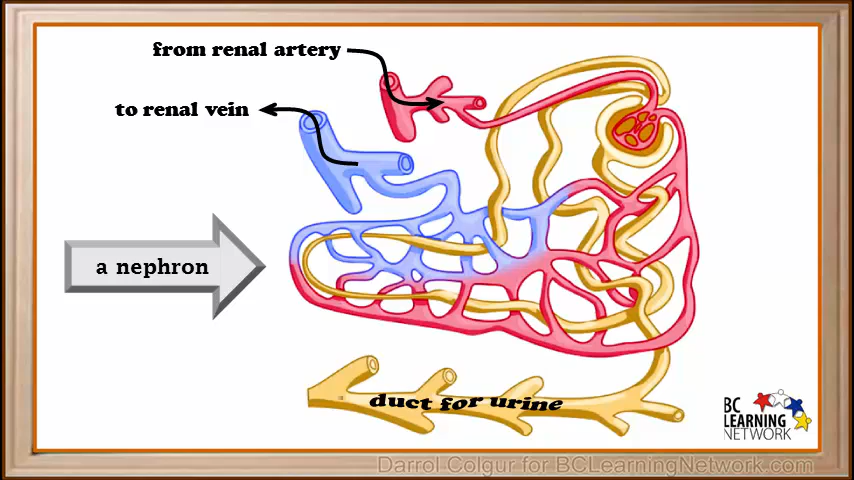 from renal artery
to renal vein
a nephron
duct for urine
BC
LEARNING
NETWORK
Darrol Colgur for BCLearningNetwork.com